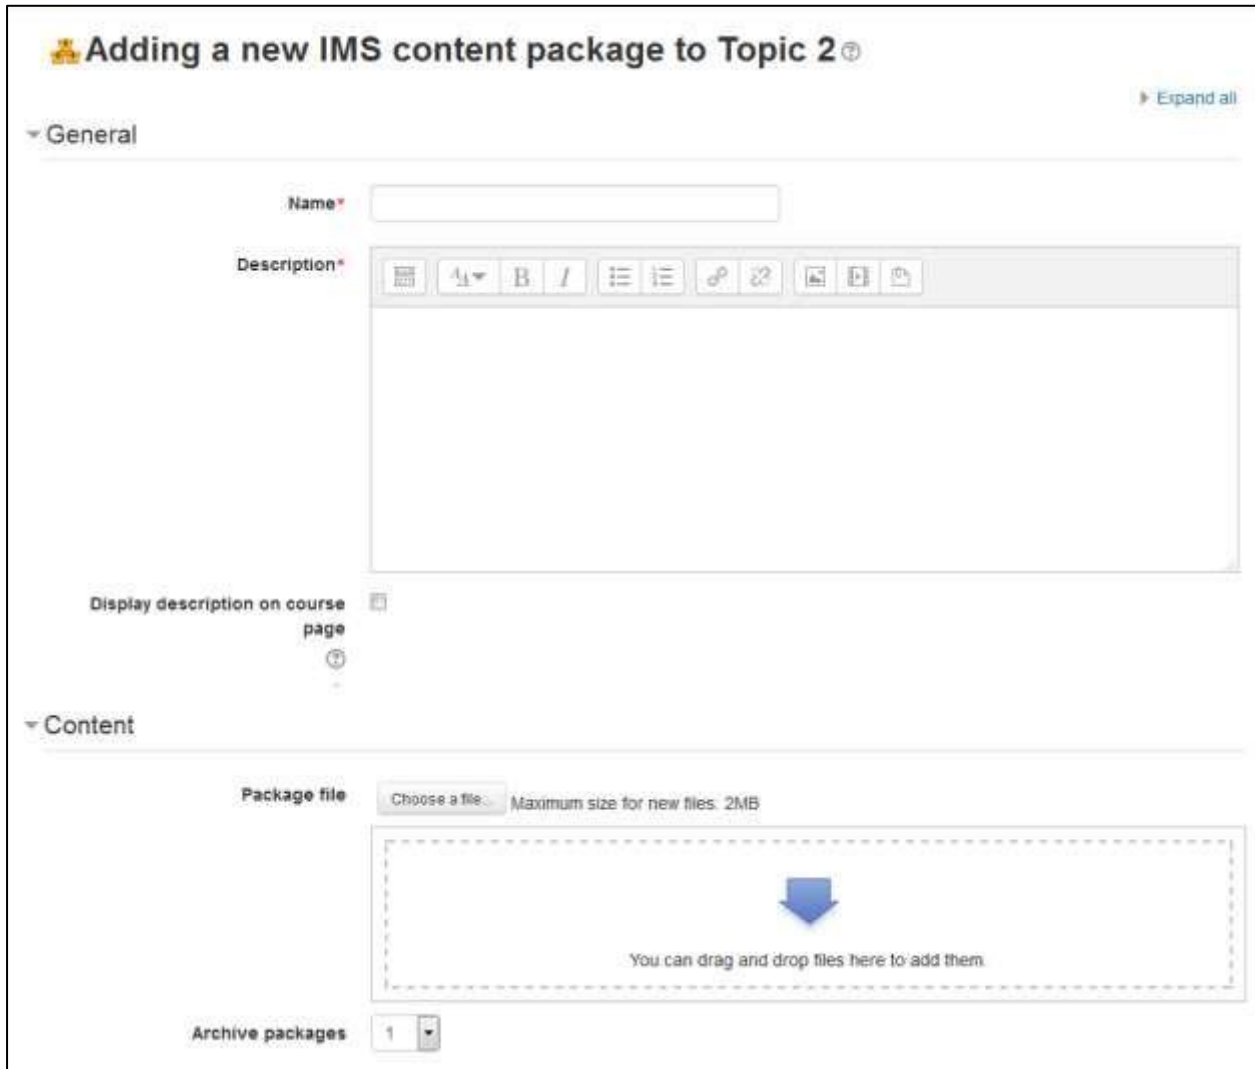 Adding a new IMS content package to Topic 2
Expand all
General
Name*
Description*
Display description on course
page
Content
Package file
Choose a file...
Maximum size for new files: 2MB
You can drag and drop files here to add them.
Archive packages
1